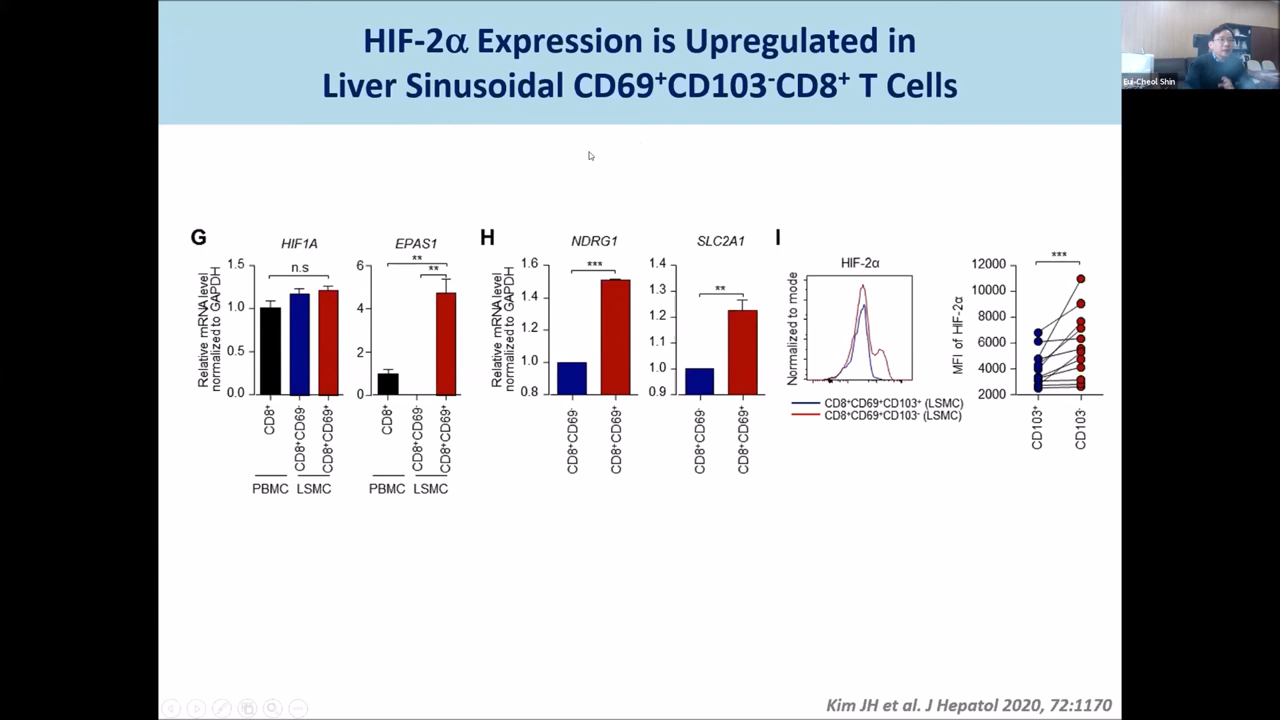 HIF-2α Expression is Upregulated in
Liver Sinusoidal CD69⁺CD103⁻CD8⁺ T Cells
Eui-Cheol Shin
G
HIF1A
Relative mRNA level
normalized to GAPDH
1.5
1.0
0.5
0.0
n.s
CD8⁺
CD8⁺CD69⁻
CD8⁺CD69⁺
PBMC LSMC
EPAS1
6
4
2
0
**
**
CD8⁺
CD8⁺CD69⁻
CD8⁺CD69⁺
PBMC LSMC
H
NDRG1
Relative mRNA level
normalized to GAPDH
1.6
1.4
1.2
1.0
0.8
***
CD8⁺CD69⁻
CD8⁺CD69⁺
SLC2A1
1.4
1.3
1.2
1.1
1.0
0.9
**
CD8⁺CD69⁻
CD8⁺CD69⁺
I
HIF-2α
Normalized to mode
CD8⁺CD69⁺CD103⁺ (LSMC)
CD8⁺CD69⁺CD103⁻ (LSMC)
MFI of HIF-2α
12000
10000
8000
6000
4000
2000
***
CD103⁺
CD103⁻
Kim JH et al. J Hepatol 2020, 72:1170